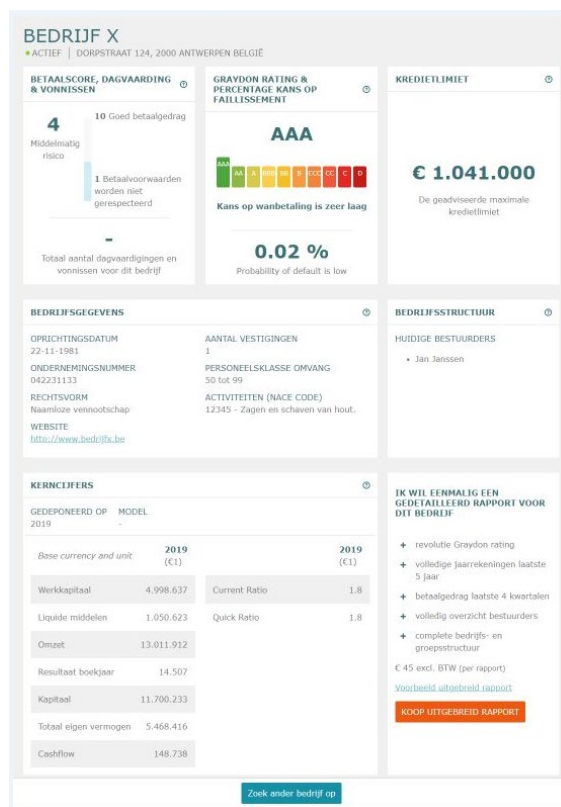 BEDRIJF X
ACTIEF | DORPSTRAAT 124, 2000 ANTWERPEN BELGIË
BETAALSCORE, DAGVAARDING
& VONNISSEN
4
Middelmatig
risico
10 Goed betaalgedrag
1 Betaalvoorwaarden
worden niet
gerespecteerd
-
Totaal aantal dagvaardigingen en
vonnissen voor dit bedrijf
GRAYDON RATING &
PERCENTAGE KANS OP
FAILLISSEMENT
AAA
AAA AA A BBB BB B CCC CC C D
Kans op wanbetaling is zeer laag
0.02 %
Probability of default is low
KREDIETLIMIET
€ 1.041.000
De geadviseerde maximale
kredietlimiet
BEDRIJFSGEGEVENS
OPRICHTINGSDATUM
22-11-1981
ONDERNEMINGSNUMMER
042231133
RECHTSVORM
Naamloze vennootschap
WEBSITE
http://www.bedrijfx.be
AANTAL VESTIGINGEN
1
PERSONEELSKLASSE OMVANG
50 tot 99
ACTIVITEITEN (NACE CODE)
12345 - Zagen en schaven van hout.
BEDRIJFSSTRUCTUUR
HUIDIGE BESTUURDERS
• Jan Janssen
KERNCIJFERS
GEDEPONEERD OP MODEL
2019 -
Base currency and unit 2019
(€1)
Werkkapitaal 4.998.637
Liquide middelen 1.050.623
Omzet 13.011.912
Resultaat boekjaar 14.507
Kapitaal 11.700.233
Totaal eigen vermogen 5.468.416
Cashflow 148.738
2019
(€1)
Current Ratio 1.8
Quick Ratio 1.8
IK WIL EENMALIG EEN
GEDETAILLEERD RAPPORT VOOR
DIT BEDRIJF
+ revolutie Graydon rating
+ volledige jaarrekeningen laatste
5 jaar
+ betaalgedrag laatste 4 kwartalen
+ volledig overzicht bestuurders
+ complete bedrijfs- en
groepsstructuur
€ 45 excl. BTW (per rapport)
Voorbeeld uitgebreid rapport
KOOP UITGEBREID RAPPORT
Zoek ander bedrijf op